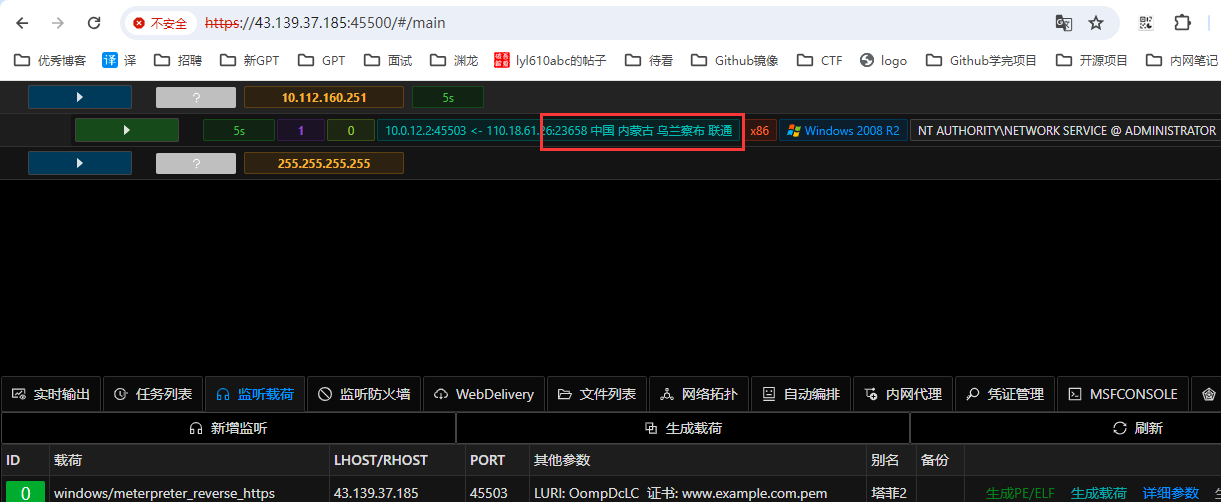 不安全 https://43.139.37.185:45500/#/main
优秀博客 译 译 招聘 新GPT GPT 面试 渊龙 lyl610abc的帖子 待看 Github镜像 CTF logo Github学完项目 开源项目 内网笔记
? 10.112.160.251 5s
5s 1 0 10.0.12.2:45503 <- 110.18.61.26:23658 中国 内蒙古 乌兰察布 联通 x86 Windows 2008 R2 NT AUTHORITY\NETWORK SERVICE @ ADMINISTRATOR
? 255.255.255.255
实时输出 任务列表 监听载荷 监听防火墙 WebDelivery 文件列表 网络拓扑 自动编排 内网代理 凭证管理 MSFCONSOLE
新增监听 生成载荷 刷新
ID 载荷 LHOST/RHOST PORT 其他参数 别名 备份
0 windows/meterpreter_reverse_https 43.139.37.185 45503 LURI: OompDcLC 证书: www.example.com.pem 塔菲2 生成PE/ELF 生成载荷 详细参数